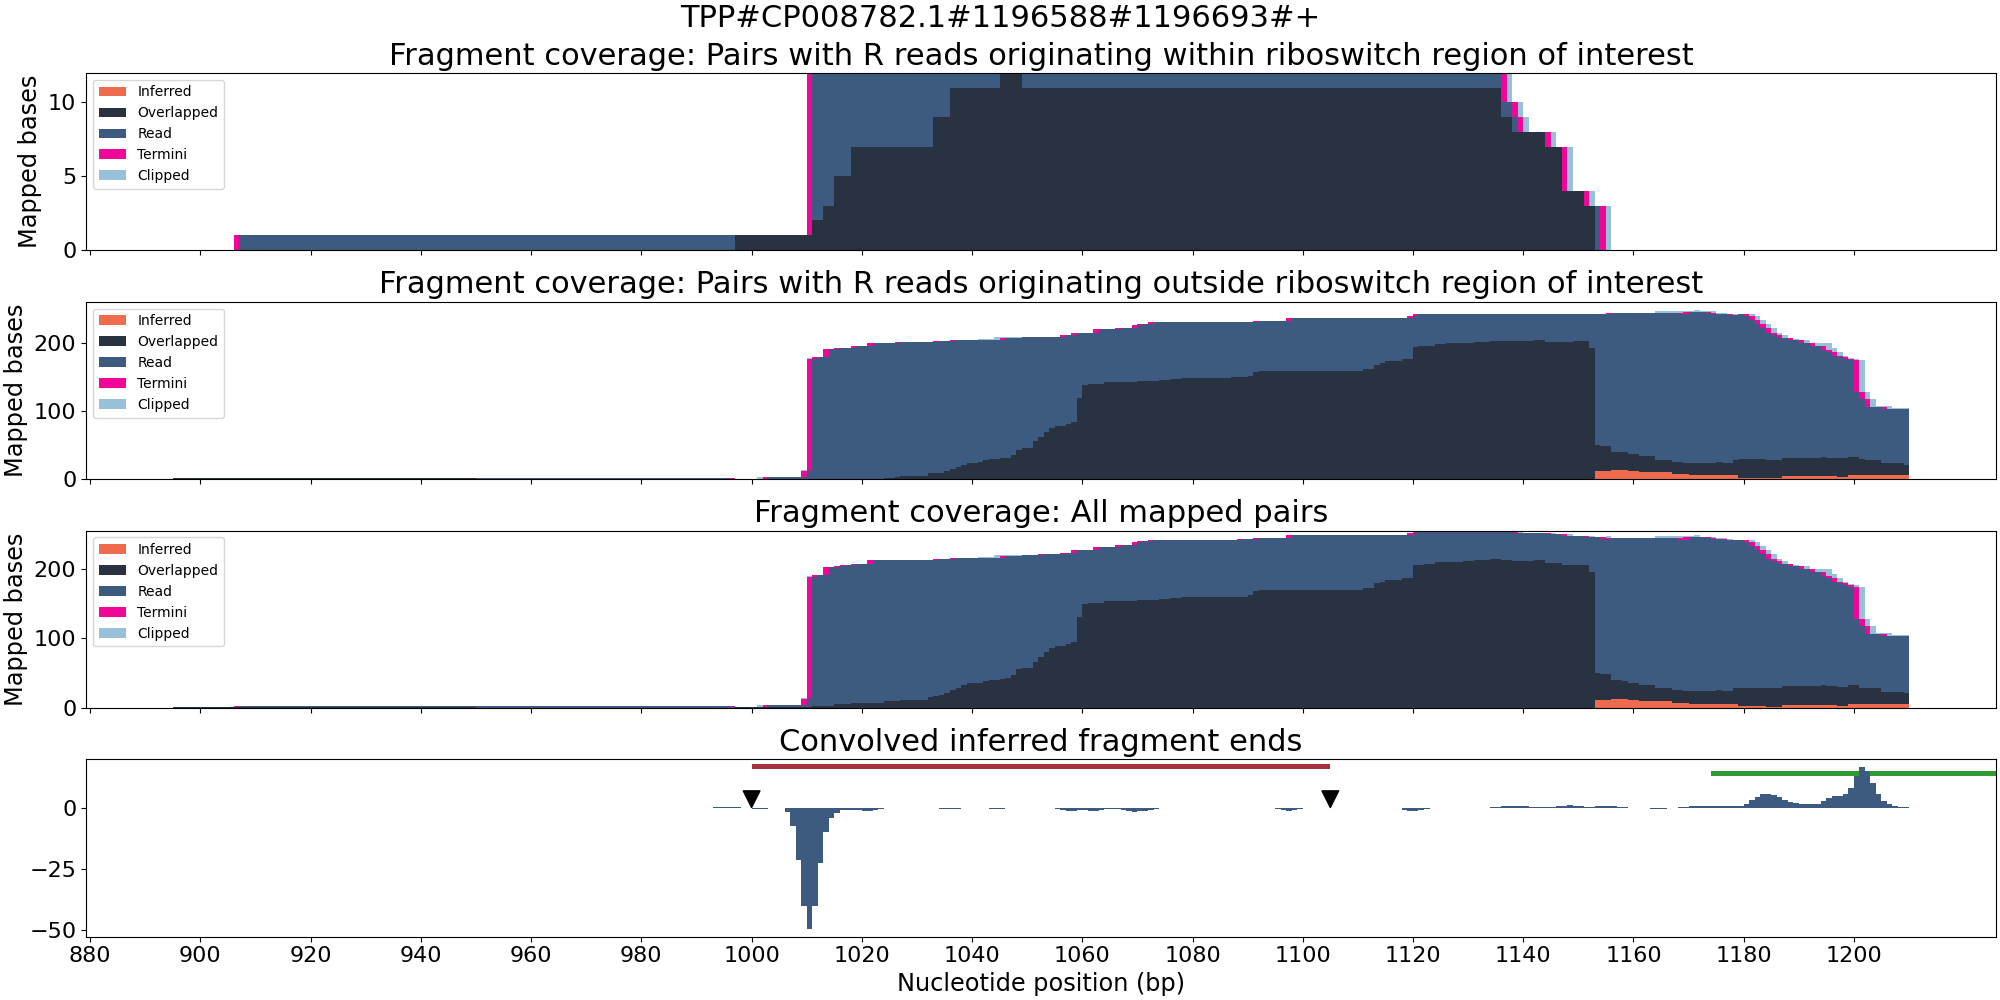 TPP#CP008782.1#1196588#1196693#+
Fragment coverage: Pairs with R reads originating within riboswitch region of interest
Mapped bases
10
5
0
Inferred
Overlapped
Read
Termini
Clipped
Fragment coverage: Pairs with R reads originating outside riboswitch region of interest
Mapped bases
200
100
0
Inferred
Overlapped
Read
Termini
Clipped
Fragment coverage: All mapped pairs
Mapped bases
200
100
0
Inferred
Overlapped
Read
Termini
Clipped
Convolved inferred fragment ends
0
−25
−50
880 900 920 940 960 980 1000 1020 1040 1060 1080 1100 1120 1140 1160 1180 1200
Nucleotide position (bp)